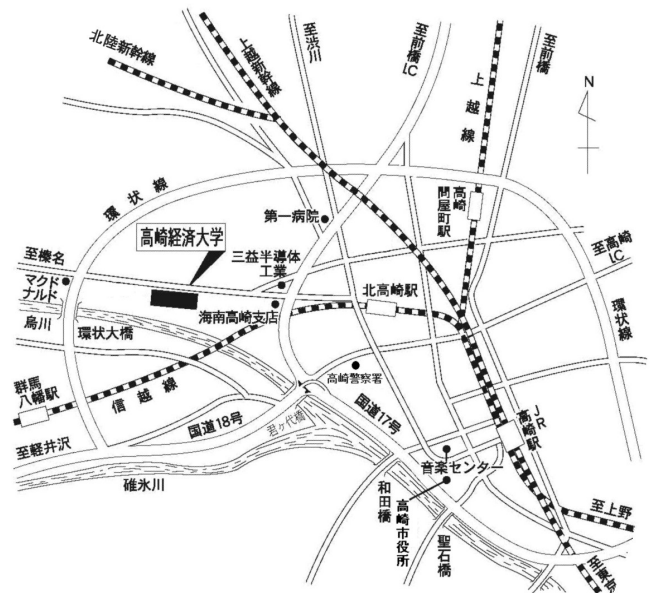 北陸新幹線
上越新幹線
至渋川
至前橋I.C
上越線
至前橋
N
環状線
第一病院
高崎
問屋町駅
高崎経済大学
至榛名
三益半導体
工業
至高崎
I.C
マクド
ナルド
北高崎駅
海南高崎支店
烏川
環状大橋
環状線
高崎警察署
群馬
八幡駅
信越線
国道17号
国道18号
君ヶ代橋
JR
高崎駅
至軽井沢
音楽センター
碓氷川
和田橋
高崎市役所
聖石橋
至上野
至東京